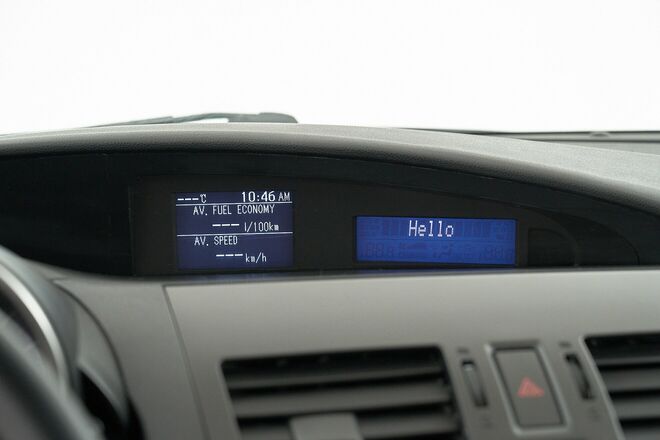 ---°C 10:46 AM
AV. FUEL ECONOMY
--- l/100km
AV. SPEED
--- km/h
Hello